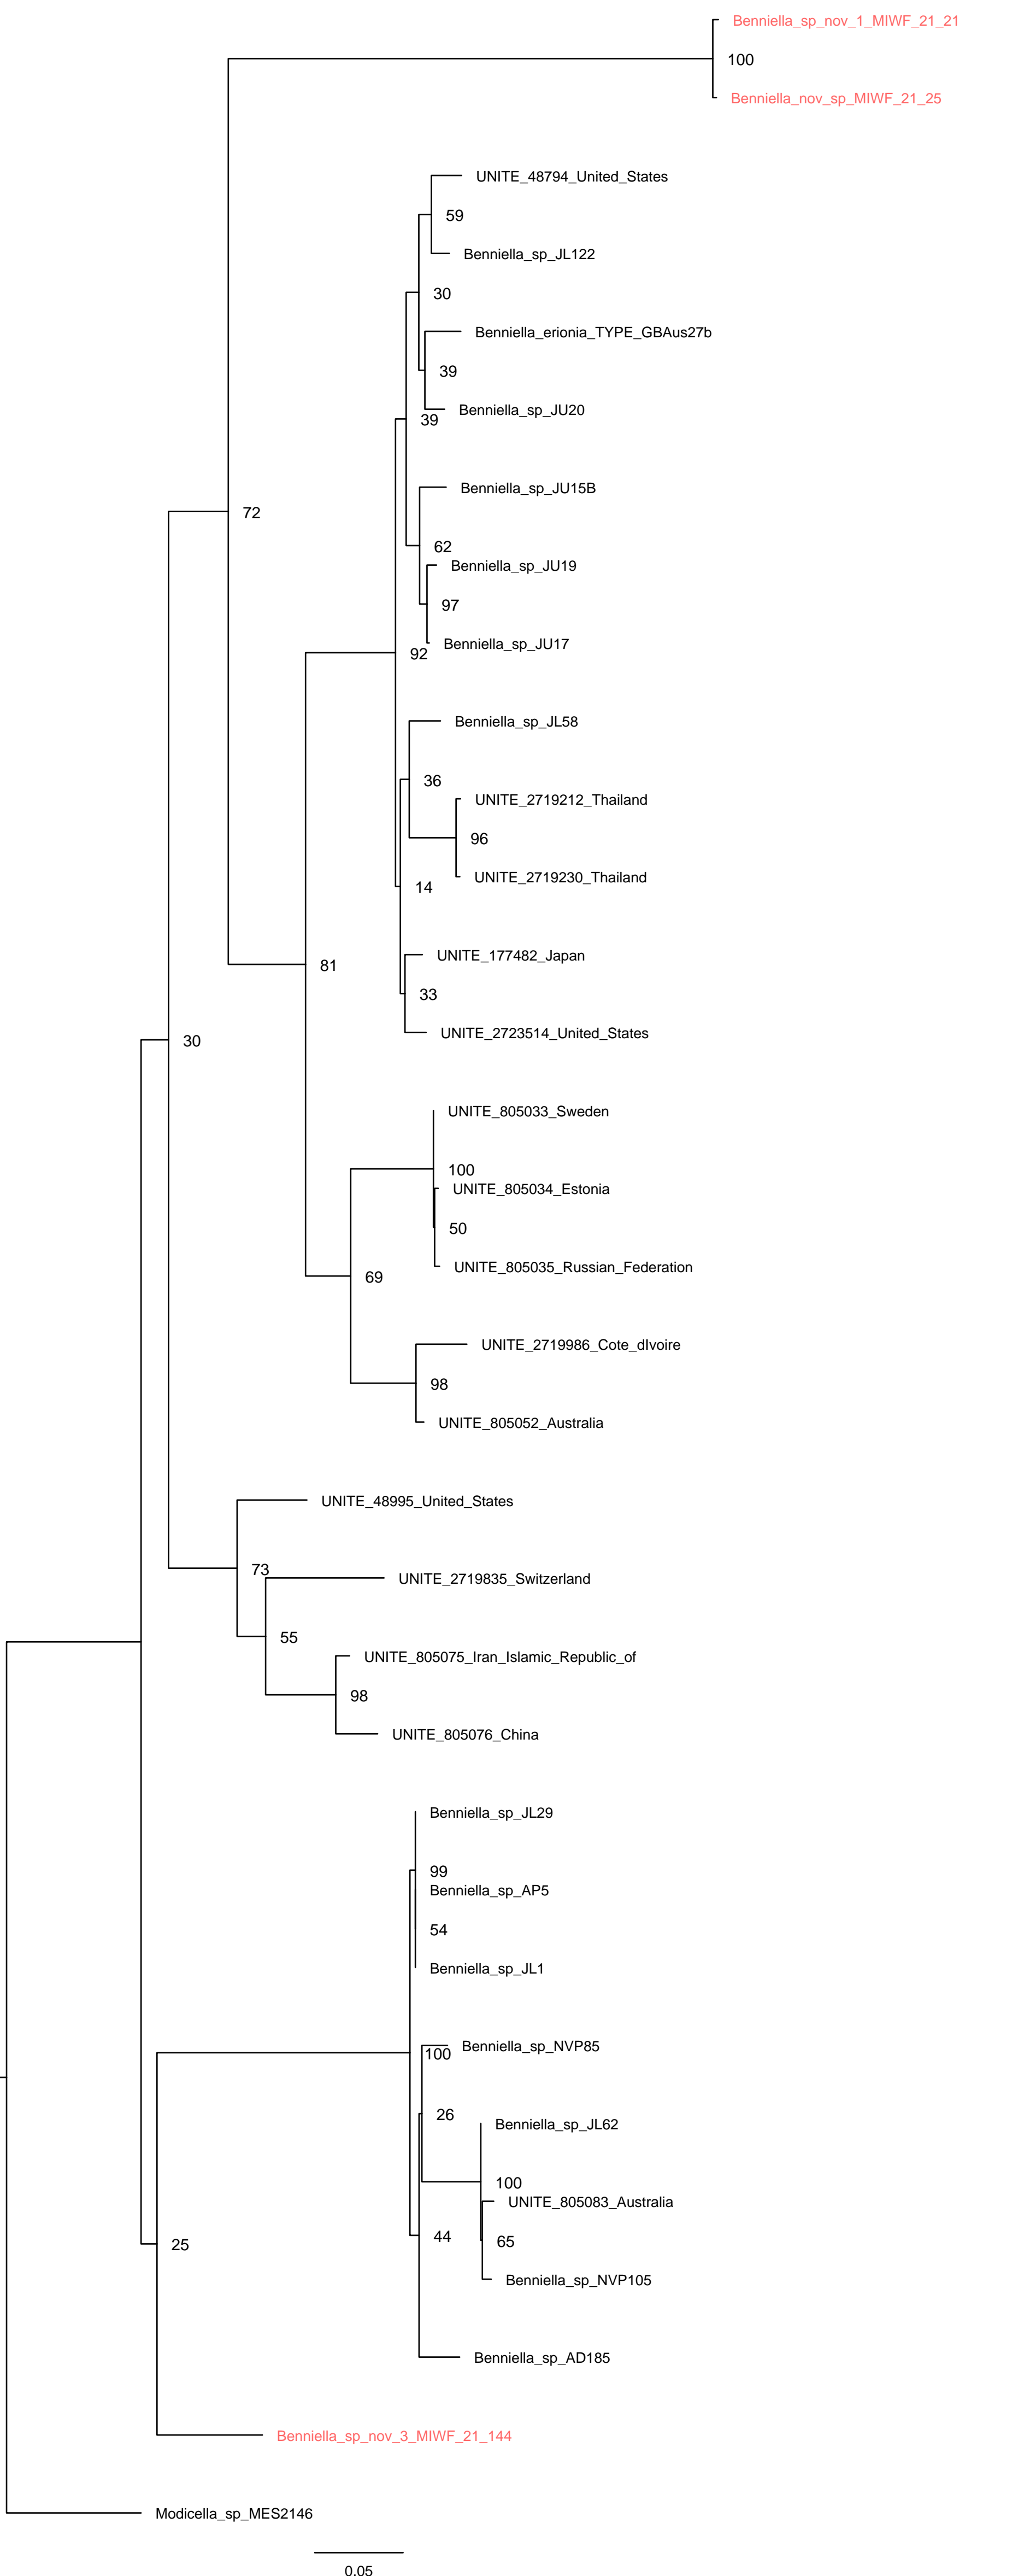 Benniella_sp_nov_1_MIWF_21_21
100
Benniella_nov_sp_MIWF_21_25
UNITE_48794_United_States
59
Benniella_sp_JL122
30
Benniella_erionia_TYPE_GBAus27b
39
Benniella_sp_JU20
39
Benniella_sp_JU15B
72
62
Benniella_sp_JU19
97
Benniella_sp_JU17
92
Benniella_sp_JL58
36
UNITE_2719212_Thailand
96
UNITE_2719230_Thailand
14
UNITE_177482_Japan
81
33
UNITE_2723514_United_States
30
UNITE_805033_Sweden
100
UNITE_805034_Estonia
50
UNITE_805035_Russian_Federation
69
UNITE_2719986_Cote_dIvoire
98
UNITE_805052_Australia
UNITE_48995_United_States
73
UNITE_2719835_Switzerland
55
UNITE_805075_Iran_Islamic_Republic_of
98
UNITE_805076_China
Benniella_sp_JL29
99
Benniella_sp_AP5
54
Benniella_sp_JL1
Benniella_sp_NVP85
100
26
Benniella_sp_JL62
100
UNITE_805083_Australia
44
65
25
Benniella_sp_NVP105
Benniella_sp_AD185
Benniella_sp_nov_3_MIWF_21_144
Modicella_sp_MES2146
0.05